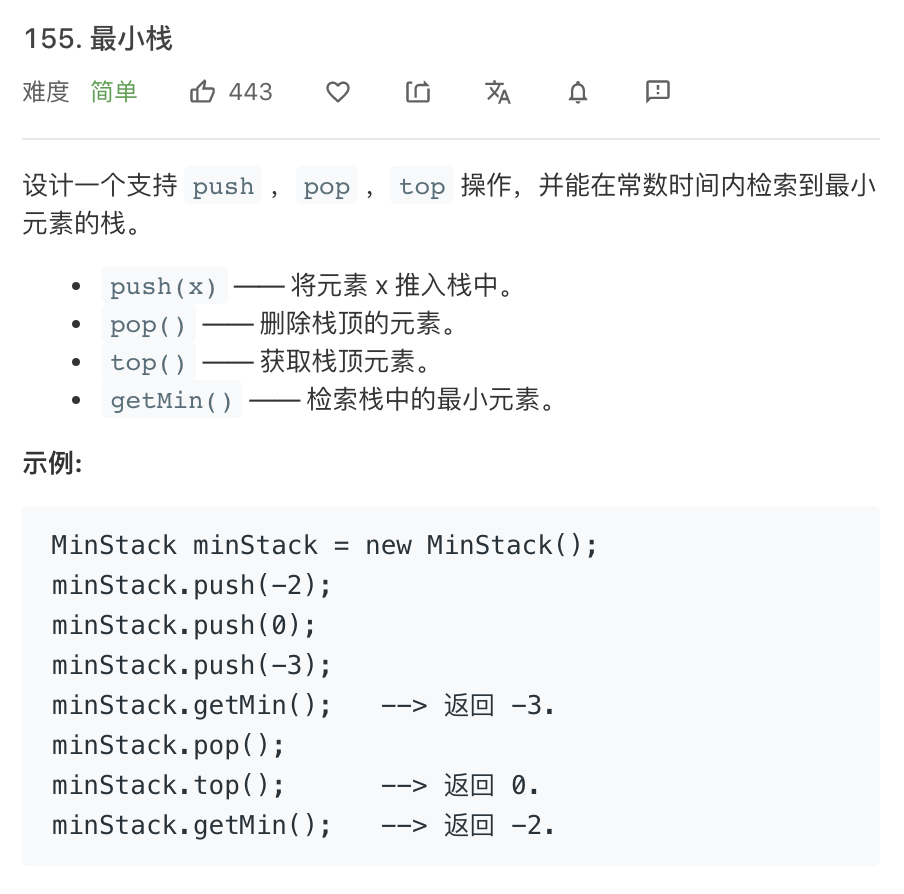 155. 最小栈
难度 简单 443
设计一个支持 push ， pop ， top 操作，并能在常数时间内检索到最小
元素的栈。
• push(x) —— 将元素 x 推入栈中。
• pop() —— 删除栈顶的元素。
• top() —— 获取栈顶元素。
• getMin() —— 检索栈中的最小元素。
示例:
MinStack minStack = new MinStack();
minStack.push(-2);
minStack.push(0);
minStack.push(-3);
minStack.getMin();   --> 返回 -3.
minStack.pop();
minStack.top();      --> 返回 0.
minStack.getMin();   --> 返回 -2.